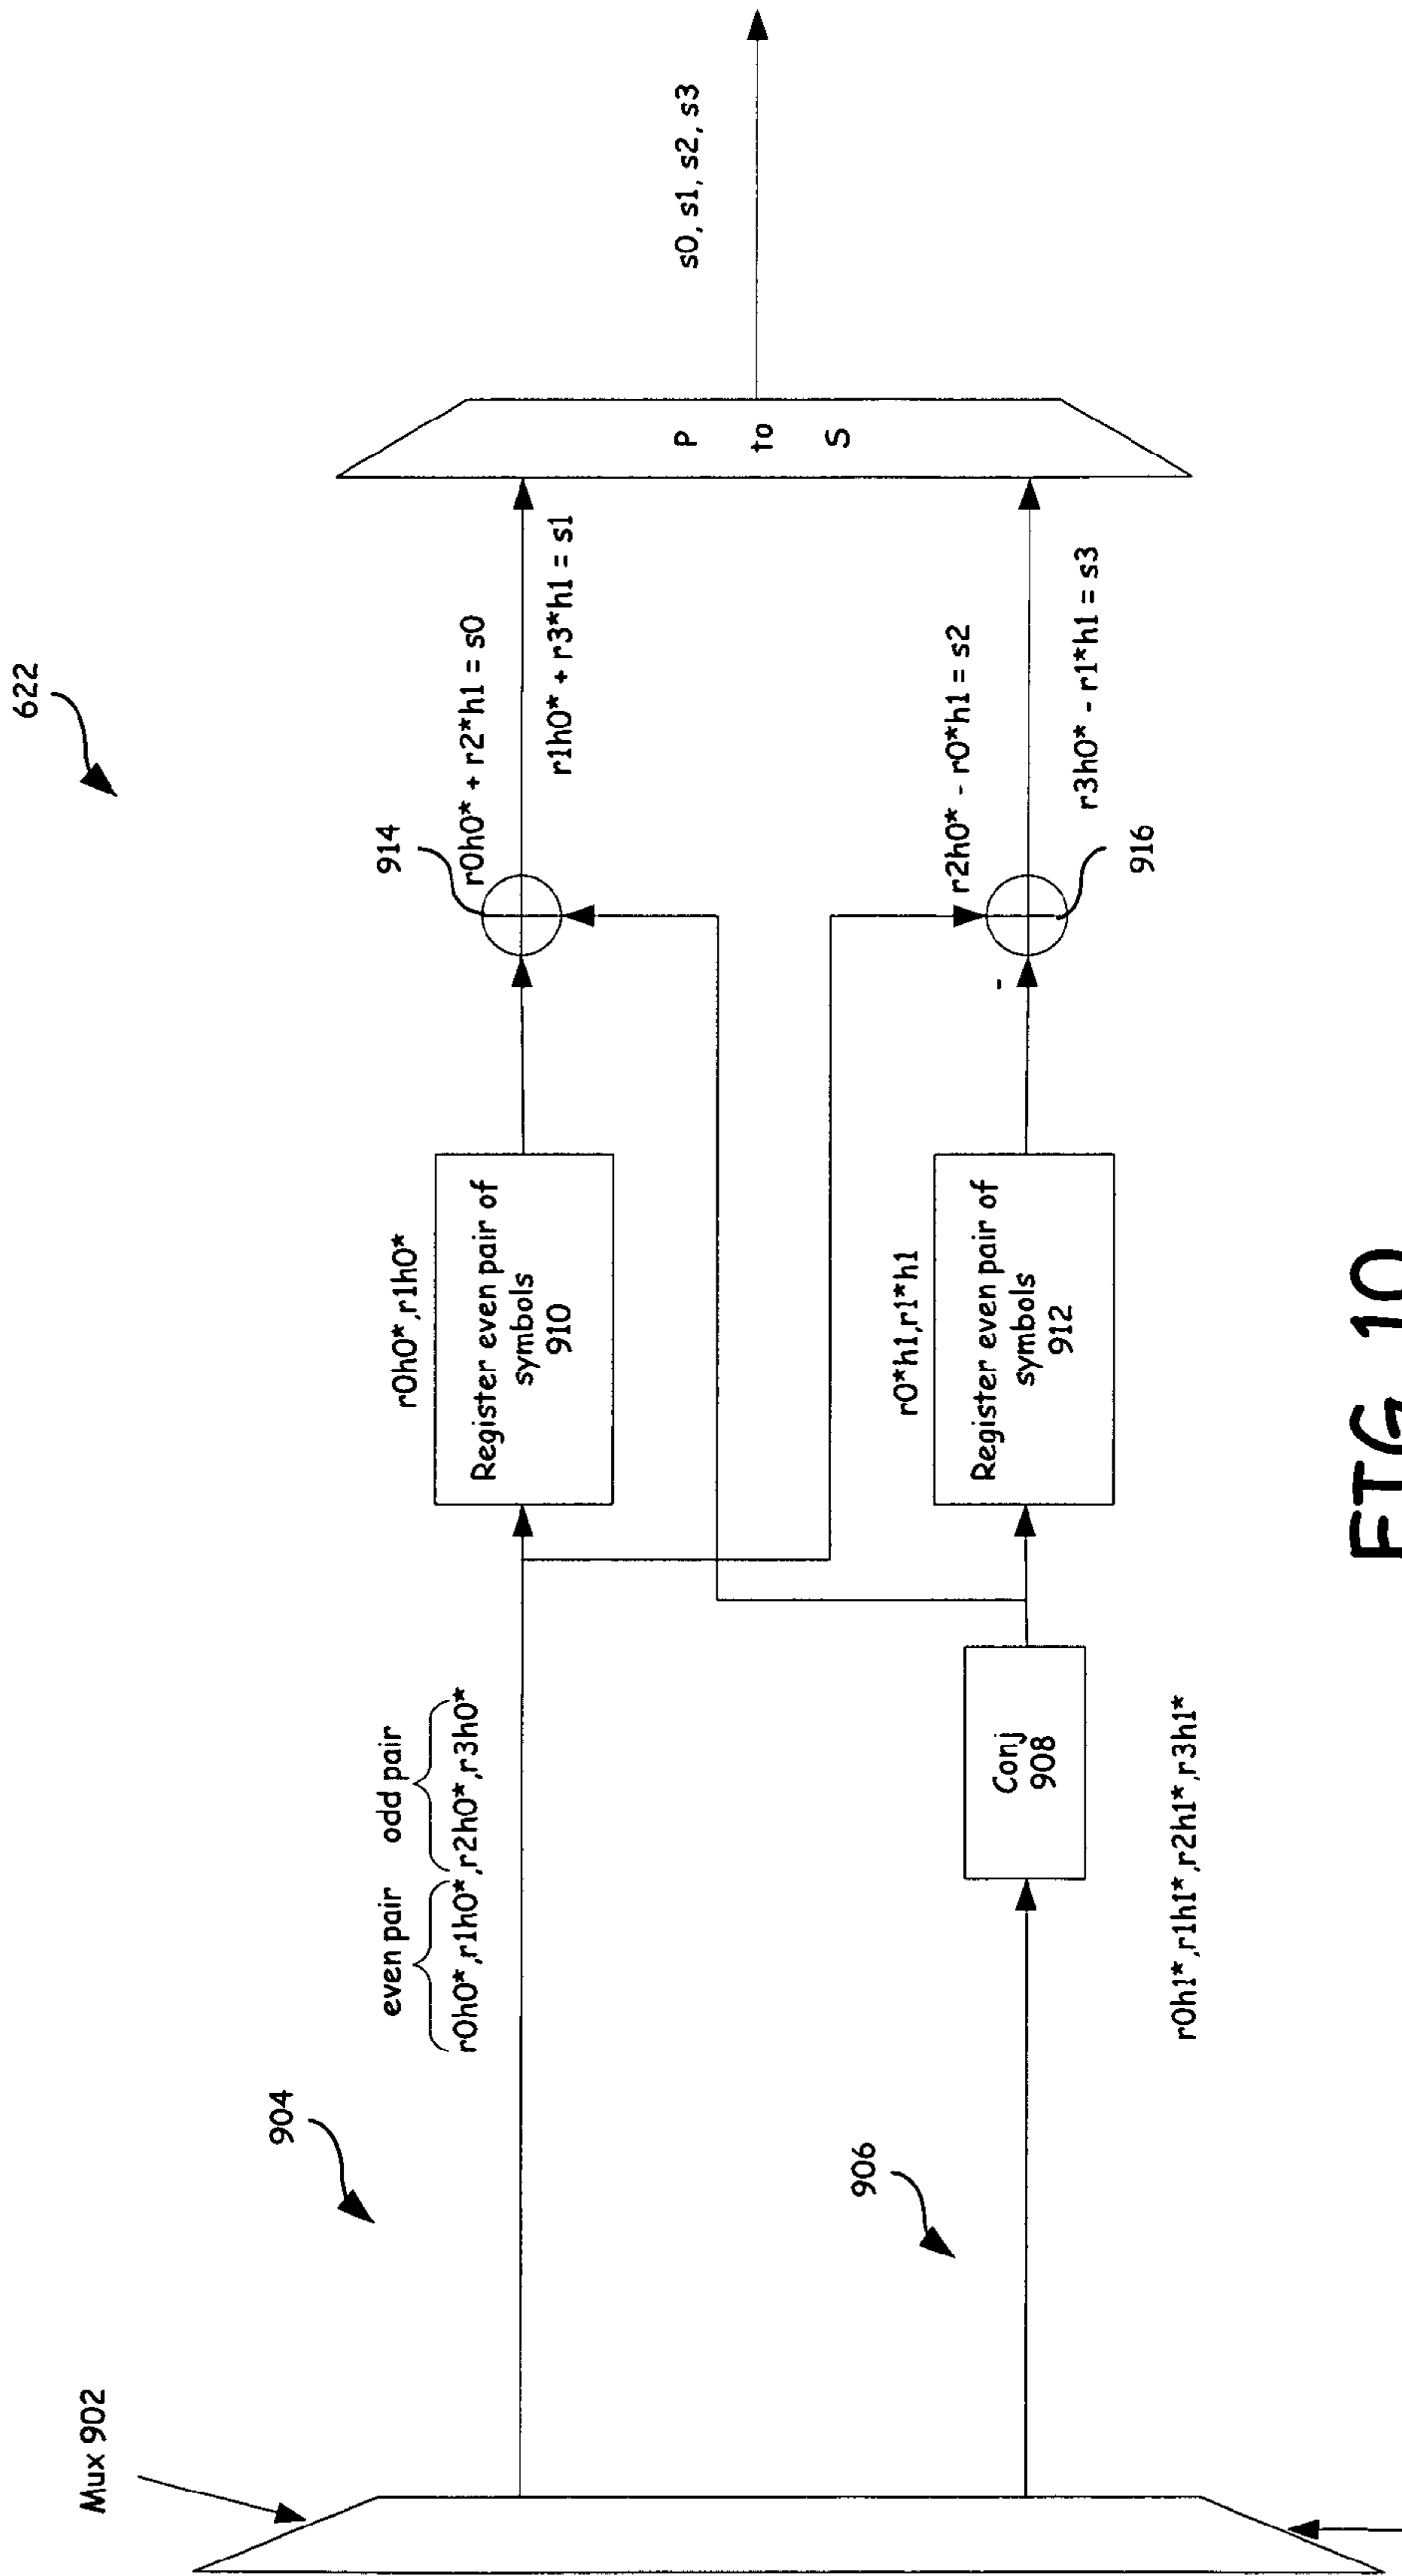 622
Mux 902
904
even pair
odd pair
r0h0*,r1h0*,r2h0*,r3h0*
r0h0*,r1h0*
Register even pair of
symbols
910
914
r0h0* + r2*h1 = s0
r1h0* + r3*h1 = s1
P
to
S
s0, s1, s2, s3
906
Conj
908
r0h1*,r1h1*,r2h1*,r3h1*
r0*h1,r1*h1
Register even pair of
symbols
912
-
r2h0* - r0*h1 = s2
r3h0* - r1*h1 = s3
916
FIG 10